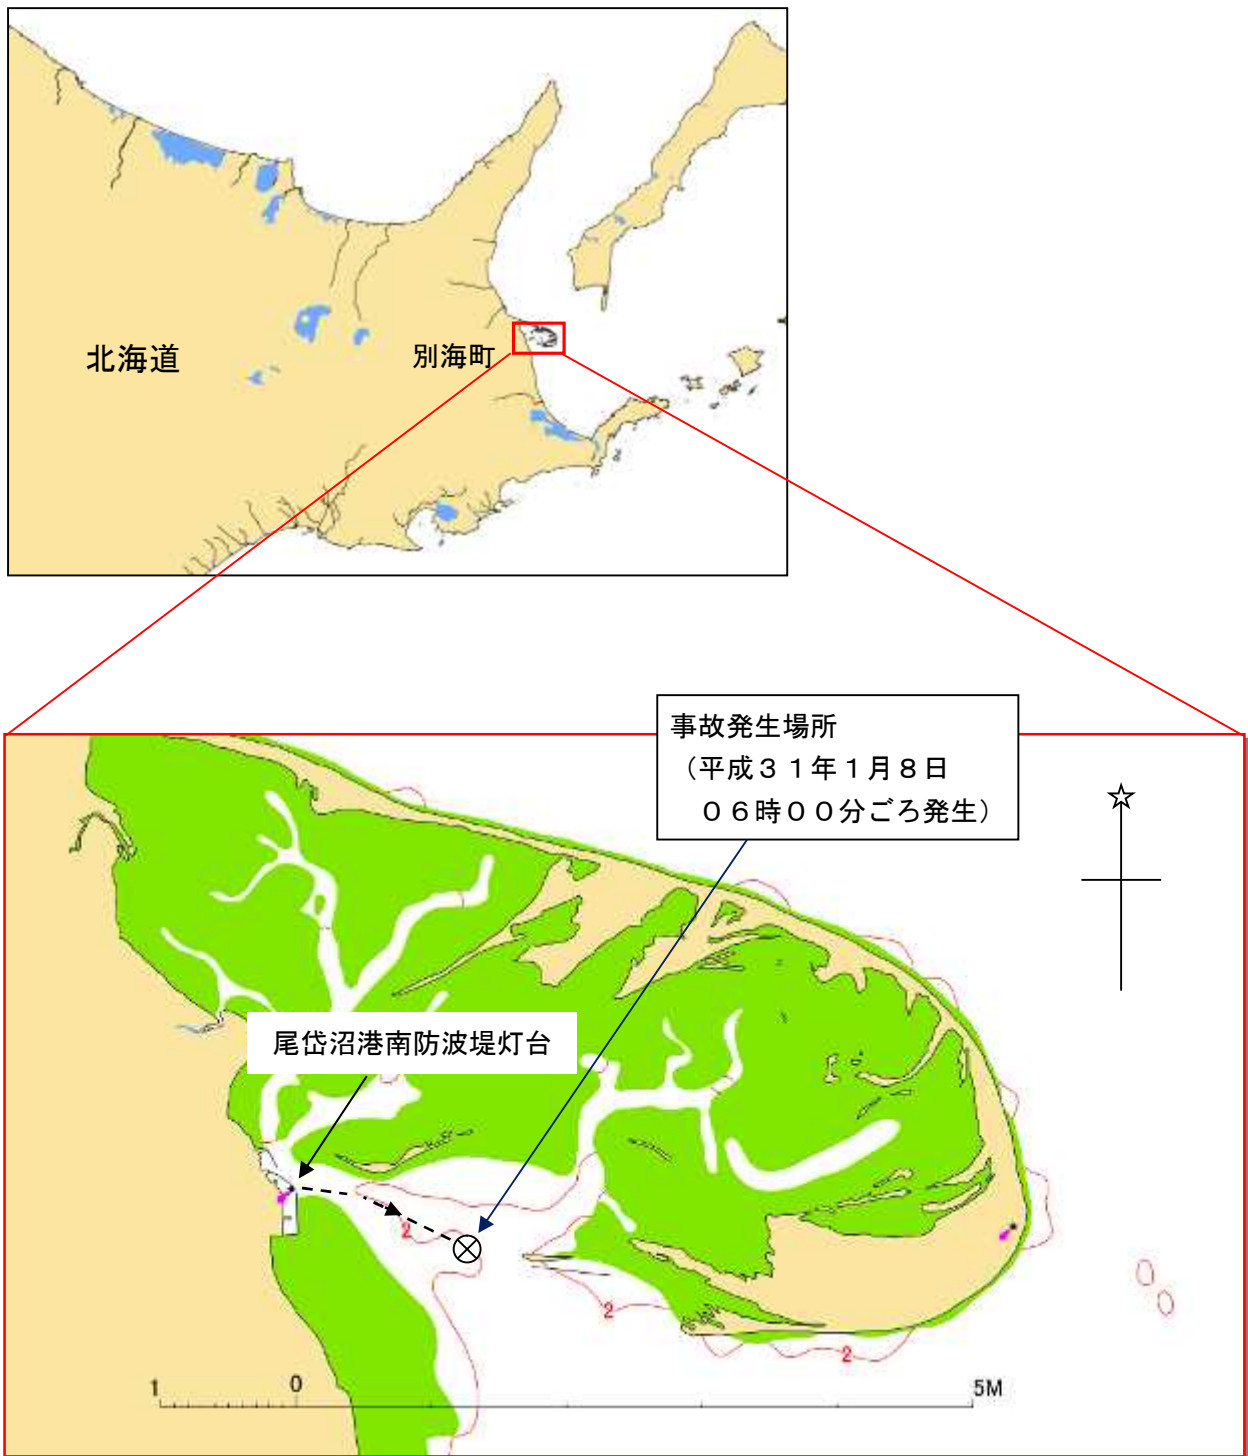 北海道
別海町
事故発生場所
（平成３１年１月８日
０６時００分ごろ発生）
尾岱沼港南防波堤灯台
2
2
2
1 0 5M